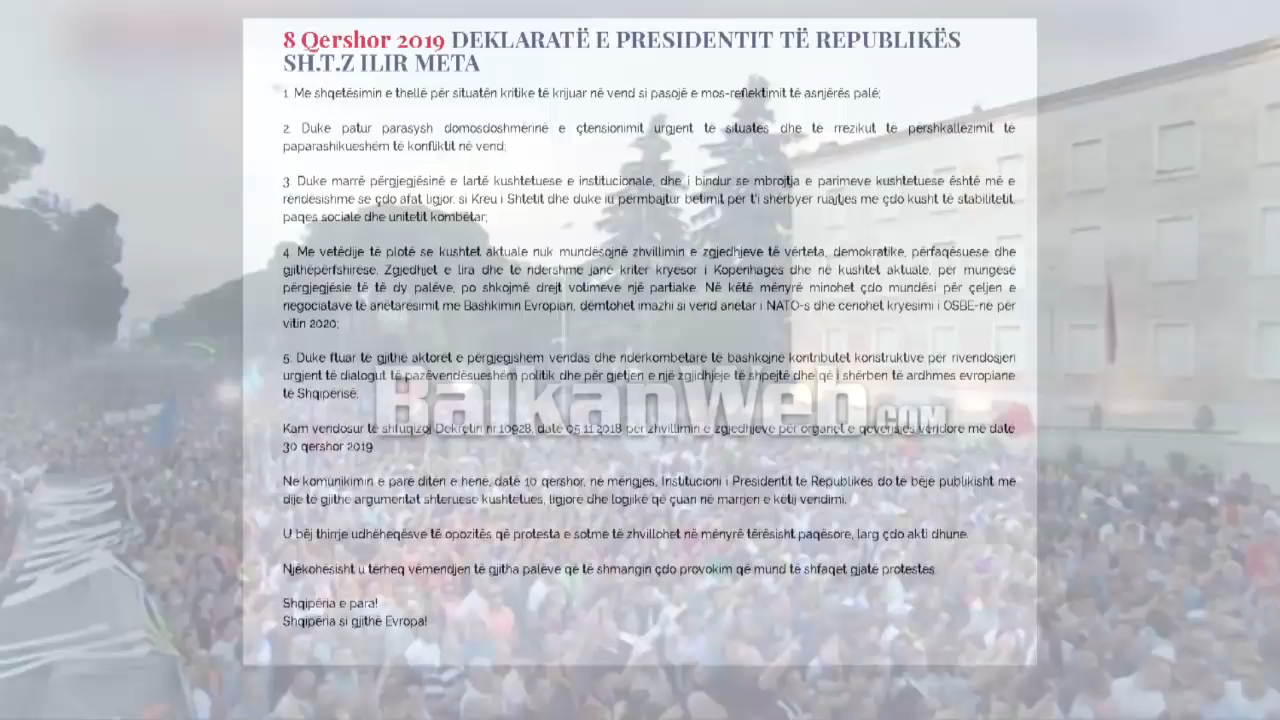 8 Qershor 2019 DEKLARATË E PRESIDENTIT TË REPUBLIKËS
SH.T.Z ILIR META
1. Me shqetësimin e thellë për situatën kritike të krijuar në vend si pasojë e mos-reflektimit të asnjërës palë;
2. Duke patur parasysh domosdoshmërinë e çtensionimit urgjent të situatës dhe të rrezikut të përshkallëzimit të
paparashikueshëm të konfliktit në vend;
3. Duke marrë përgjegjësinë e lartë kushtetuese e institucionale, dhe i bindur se mbrojtja e parimeve kushtetuese është më e
rëndësishme se çdo afat ligjor, si Kreu i Shtetit dhe duke iu përmbajtur betimit për t'i shërbyer ruajtjes me çdo kusht të stabilitetit,
paqes sociale dhe unitetit kombëtar;
4. Me vetëdije të plotë se kushtet aktuale nuk mundësojnë zhvillimin e zgjedhjeve të vërteta, demokratike, përfaqësuese dhe
gjithëpërfshirëse. Zgjedhjet e lira dhe të ndershme janë kriter kryesor i Kopenhagës dhe në kushtet aktuale, për mungesë
përgjegjësie të të dy palëve, po shkojmë drejt votimeve një partiake. Në këtë mënyrë minohet çdo mundësi për çeljen e
negociatave të anëtarësimit me Bashkimin Evropian, dëmtohet imazhi si vend anëtar i NATO-s dhe cënohet kryesimi i OSBE-në për
vitin 2020;
5. Duke ftuar të gjithë aktorët e përgjegjshëm vendas dhe ndërkombëtarë të bashkojnë kontributet konstruktive për rivendosjen
urgjent të dialogut të pazëvendësueshëm politik dhe për gjetjen e një zgjidhjeje të shpejtë dhe që i shërben të ardhmes evropiane
të Shqipërisë.
BalkanWeb.COM
Kam vendosur të shfuqizoj Dekretin nr.10928, datë 05.11.2018 për zhvillimin e zgjedhjeve për organet e qeverisjes vendore më datë
30 qershor 2019
Në komunikimin e parë ditën e hënë, datë 10 qershor, në mëngjes, Institucioni i Presidentit të Republikës do të bëjë publikisht me
dije të gjithë argumentat shteruese kushtetues, ligjorë dhe logjikë që çuan në marrjen e këtij vendimi.
U bëj thirrje udhëheqësve të opozitës që protesta e sotme të zhvillohet në mënyrë tërësisht paqësore, larg çdo akti dhune.
Njëkohësisht u tërheq vëmendjen të gjitha palëve që të shmangin çdo provokim që mund të shfaqet gjatë protestës.
Shqipëria e para!
Shqipëria si gjithë Evropa!